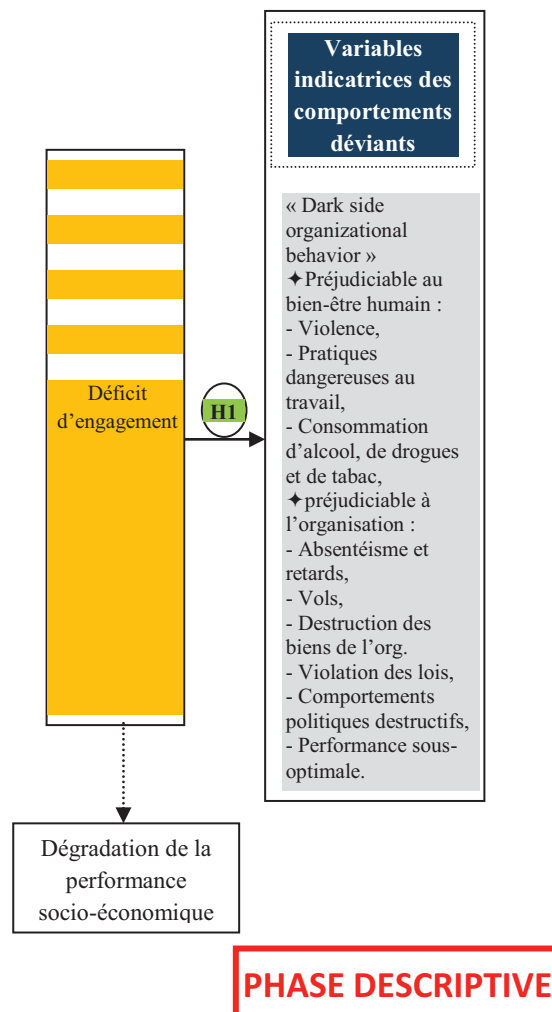 Variables
indicatrices des
comportements
déviants
« Dark side
organizational
behavior »
✦Préjudiciable au
bien-être humain :
- Violence,
- Pratiques
dangereuses au
travail,
- Consommation
d’alcool, de drogues
et de tabac,
✦préjudiciable à
l’organisation :
- Absentéisme et
retards,
- Vols,
- Destruction des
biens de l’org.
- Violation des lois,
- Comportements
politiques destructifs,
- Performance sous-
optimale.
Déficit
d’engagement
H1
Dégradation de la
performance
socio-économique
PHASE DESCRIPTIVE